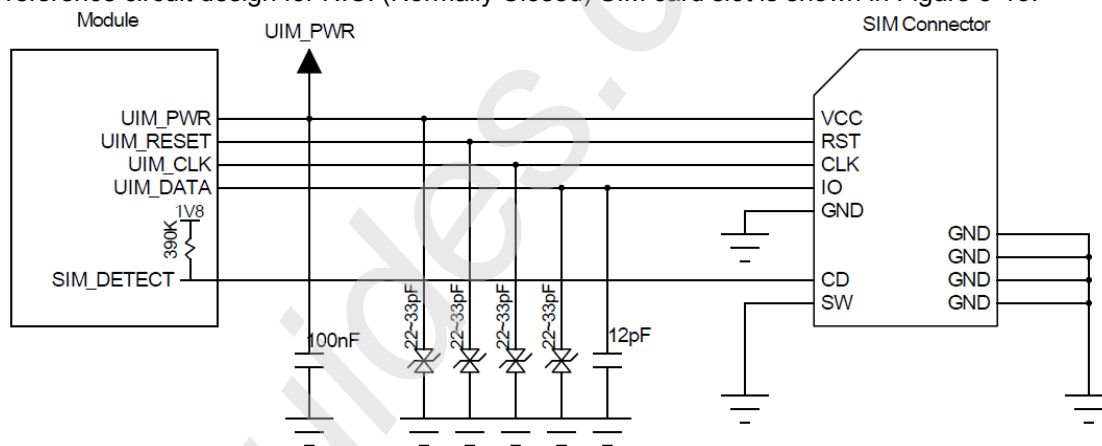 Module
UIM_PWR
SIM Connector
UIM_PWR
UIM_RESET
UIM_CLK
UIM_DATA
1V8
390K
SIM_DETECT
VCC
RST
CLK
IO
GND
GND
GND
GND
GND
CD
SW
100nF
22~33pF
22~33pF
22~33pF
22~33pF
12pF